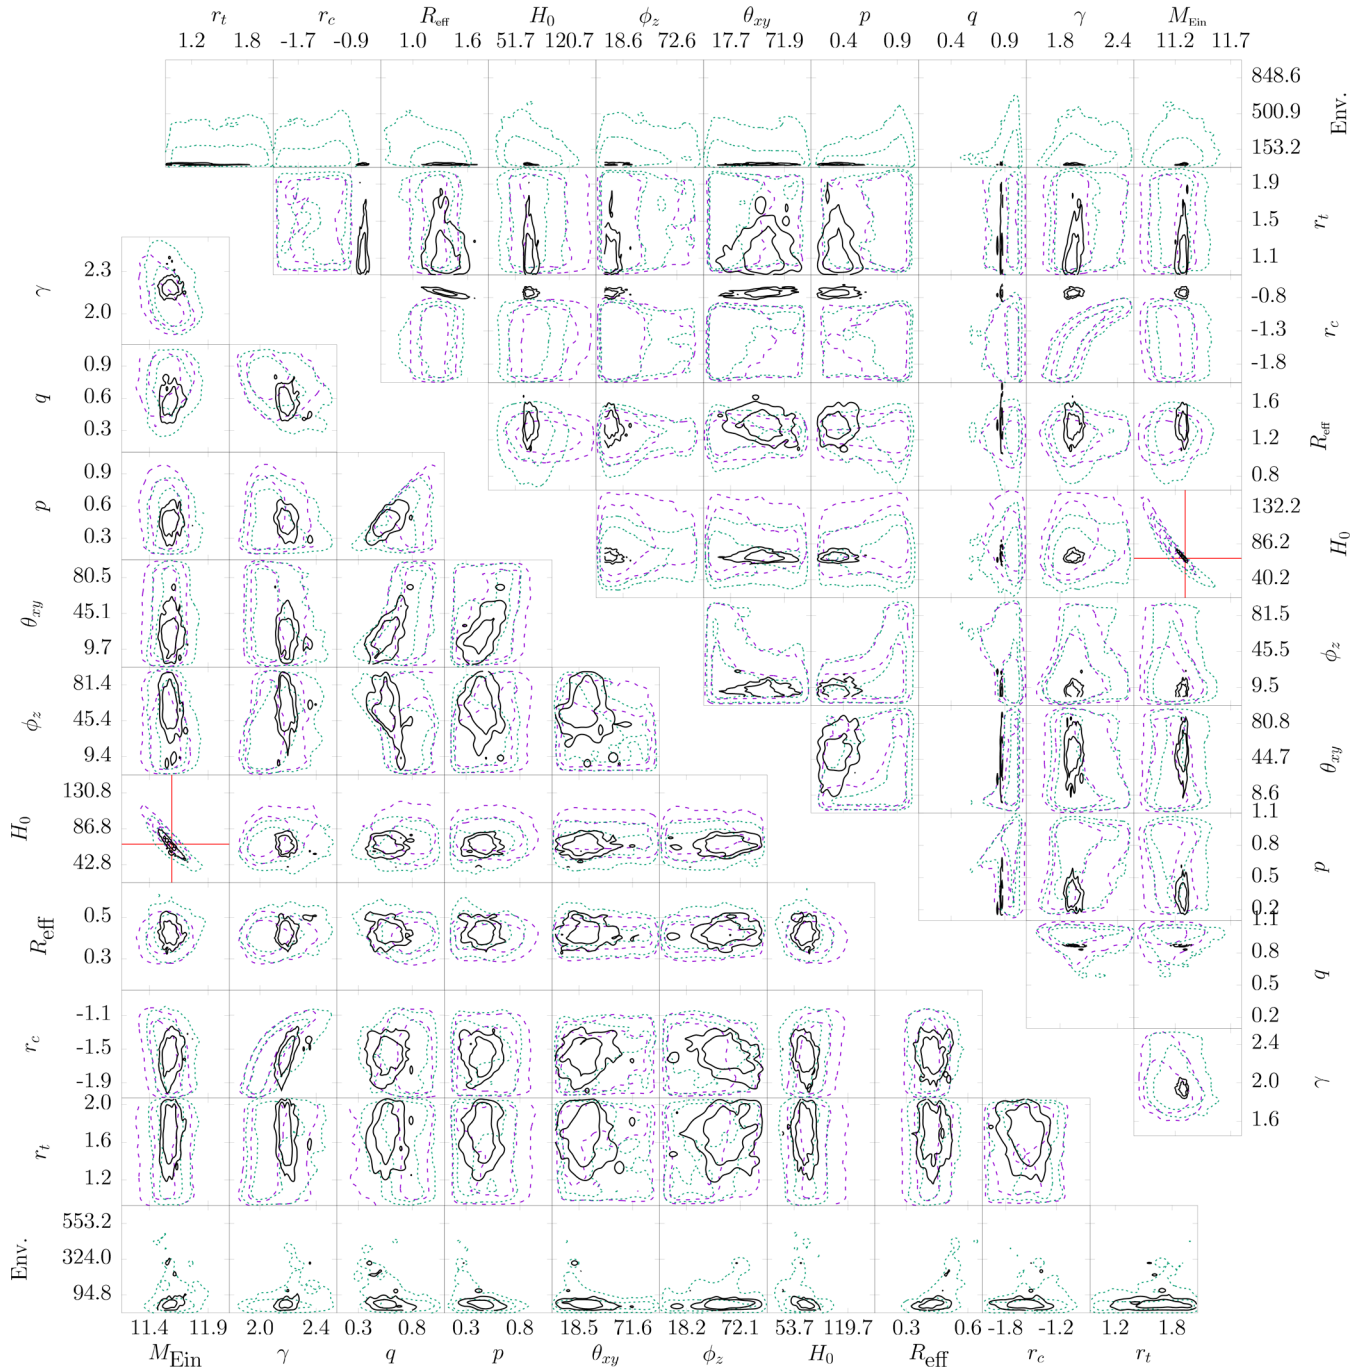 r_t r_c R_eff H_0 ϕ_z θ_xy p q γ M_Ein
1.2 1.8 -1.7 -0.9 1.0 1.6 51.7 120.7 18.6 72.6 17.7 71.9 0.4 0.9 0.4 0.9 1.8 2.4 11.2 11.7
848.6
500.9 Env.
153.2
1.9
1.5 r_t
1.1
2.3
γ
2.0
-0.8
-1.3 r_c
-1.8
0.9
q 0.6
0.3
1.6
1.2 R_eff
0.8
0.9
p 0.6
0.3
132.2
86.2 H_0
40.2
80.5
θ_xy 45.1
9.7
81.5
45.5 ϕ_z
9.5
81.4
ϕ_z 45.4
9.4
80.8
44.7 θ_xy
8.6
130.8
H_0 86.8
42.8
1.1
0.8
0.5 p
0.2
0.5
R_eff
0.3
1.1
0.8
0.5 q
0.2
-1.1
r_c -1.5
-1.9
2.4
2.0 γ
1.6
2.0
r_t 1.6
1.2
553.2
Env. 324.0
94.8
11.4 11.9 2.0 2.4 0.3 0.8 0.3 0.8 18.5 71.6 18.2 72.1 53.7 119.7 0.3 0.6 -1.8 -1.2 1.2 1.8
M_Ein γ q p θ_xy ϕ_z H_0 R_eff r_c r_t